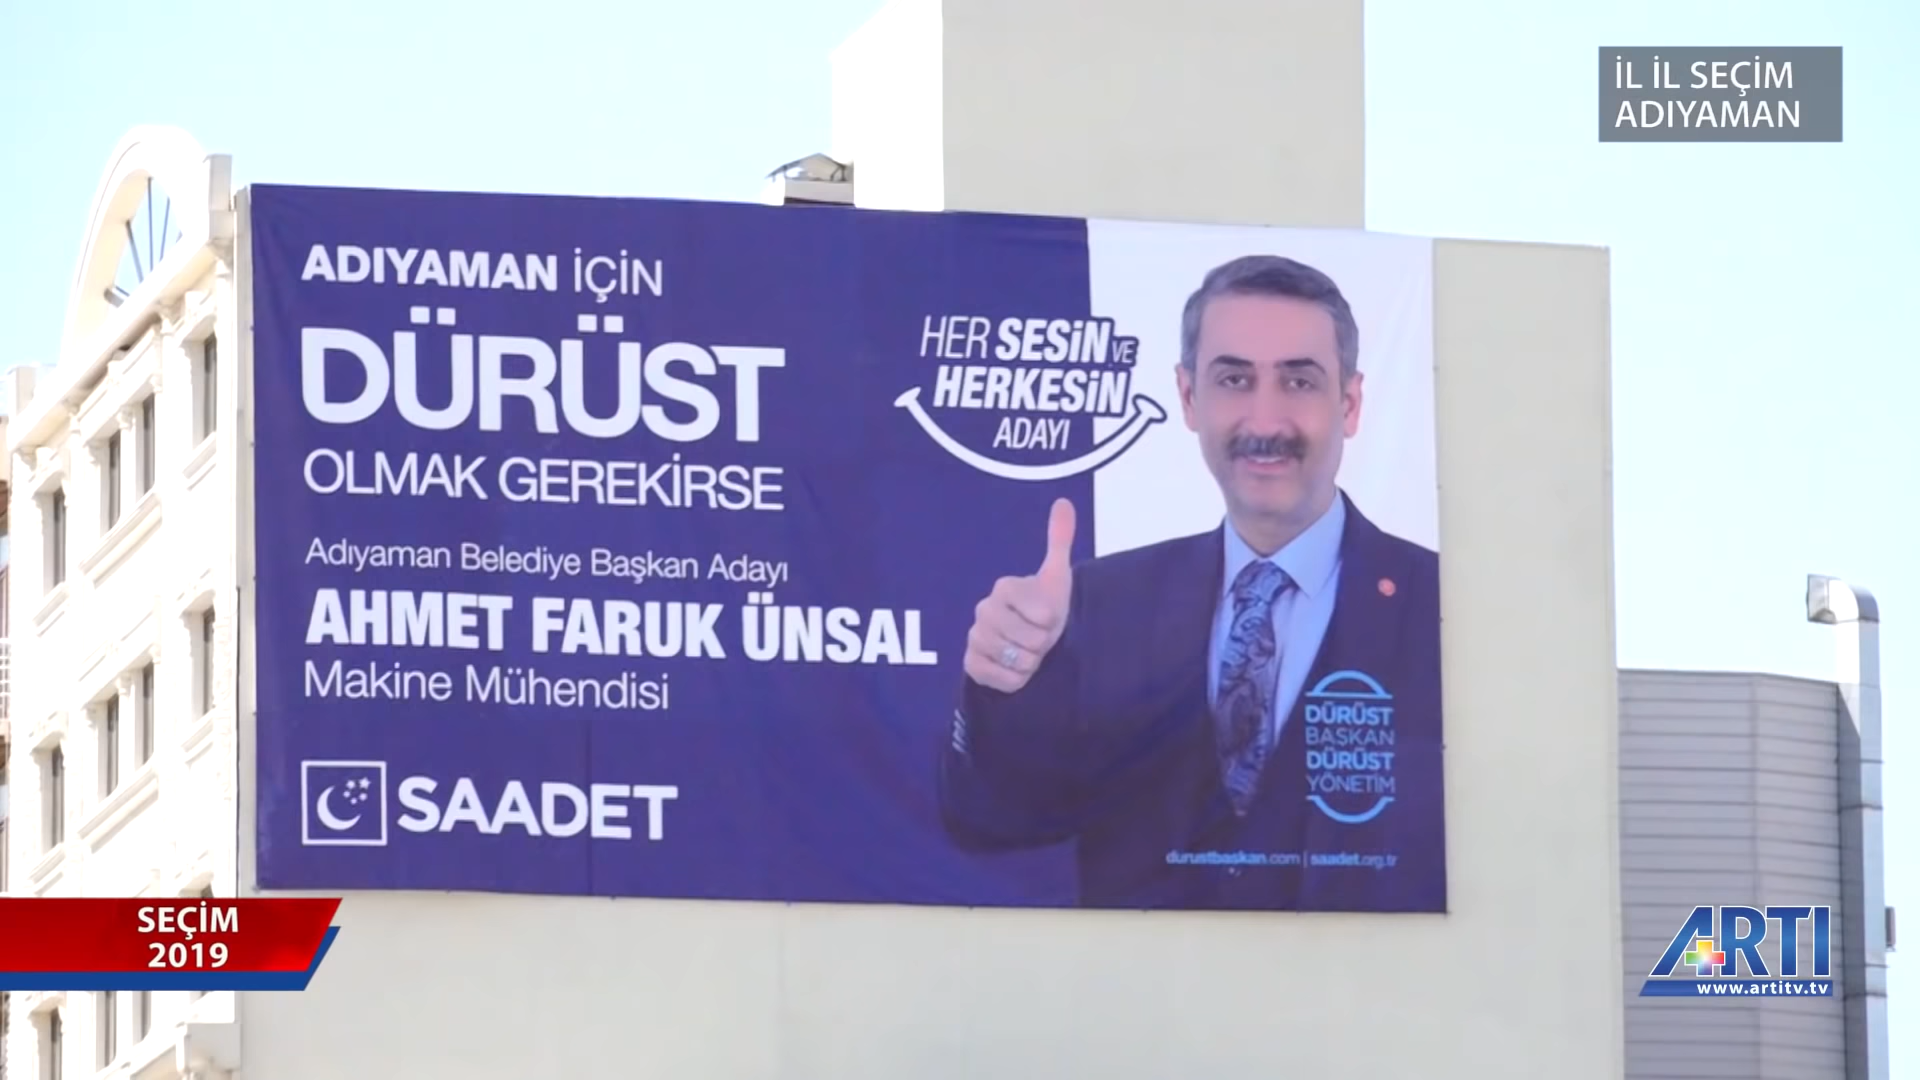 İL İL SEÇİM
ADIYAMAN
ADIYAMAN İÇİN
DÜRÜST
OLMAK GEREKİRSE
Adıyaman Belediye Başkan Adayı
AHMET FARUK ÜNSAL
Makine Mühendisi
SAADET
HER SESİN VE
HERKESİN
ADAYI
DÜRÜST
BAŞKAN
DÜRÜST
YÖNETİM
durustbaskan.com | saadet.org.tr
SEÇİM
2019
ARTI
www.artitv.tv